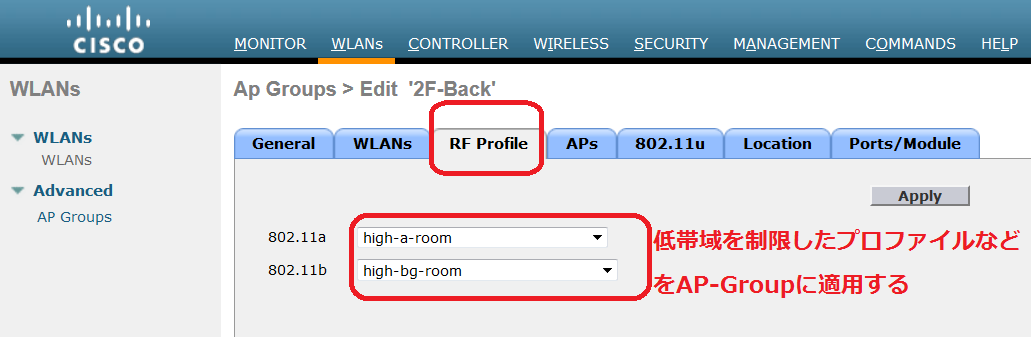 CISCO
MONITOR WLANs CONTROLLER WIRELESS SECURITY MANAGEMENT COMMANDS HELP
WLANs
WLANs
WLANs
Advanced
AP Groups
Ap Groups > Edit '2F-Back'
General WLANs RF Profile APs 802.11u Location Ports/Module
Apply
802.11a high-a-room
802.11b high-bg-room
低帯域を制限したプロファイルなど
をAP-Groupに適用する